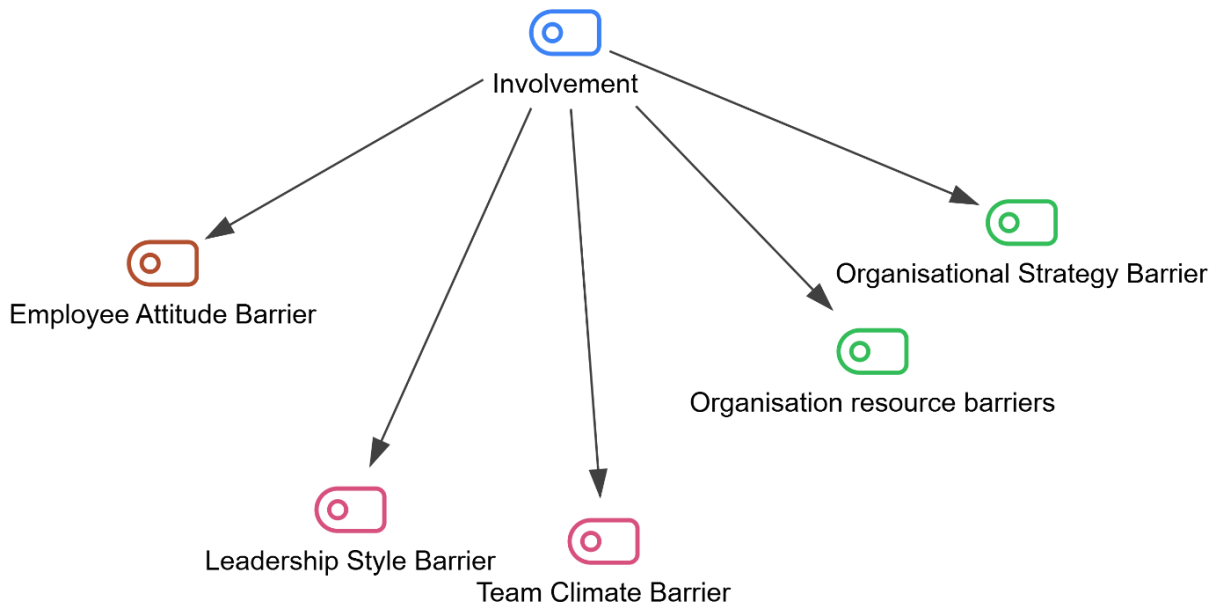 Involvement
Organisational Strategy Barrier
Employee Attitude Barrier
Organisation resource barriers
Leadership Style Barrier
Team Climate Barrier